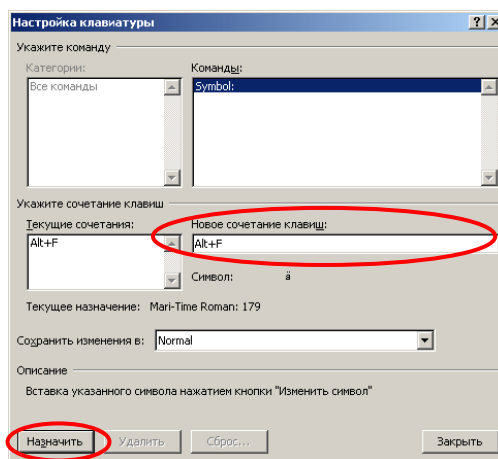 Настройка клавиатуры
Укажите команду
Категории: Команды:
Все команды Symbol:
Укажите сочетание клавиш
Текущие сочетания: Новое сочетание клавиш:
Alt+F Alt+F
Символ: ä
Текущее назначение: Mari-Time Roman: 179
Сохранить изменения в: Normal
Описание
Вставка указанного символа нажатием кнопки "Изменить символ"
Назначить Удалить Сброс... Закрыть